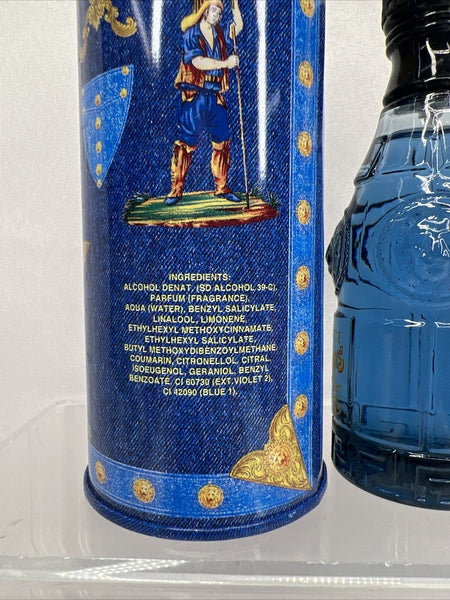 INGREDIENTS:
ALCOHOL DENAT. (SD ALCOHOL 39-C),
PARFUM (FRAGRANCE),
AQUA (WATER), BENZYL SALICYLATE,
LINALOOL, LIMONENE,
ETHYLHEXYL METHOXYCINNAMATE,
ETHYLHEXYL SALICYLATE,
BUTYL METHOXYDIBENZOYLMETHANE,
COUMARIN, CITRONELLOL, CITRAL,
ISOEUGENOL, GERANIOL, BENZYL
BENZOATE, CI 60730 (EXT.VIOLET 2),
CI 42090 (BLUE 1).